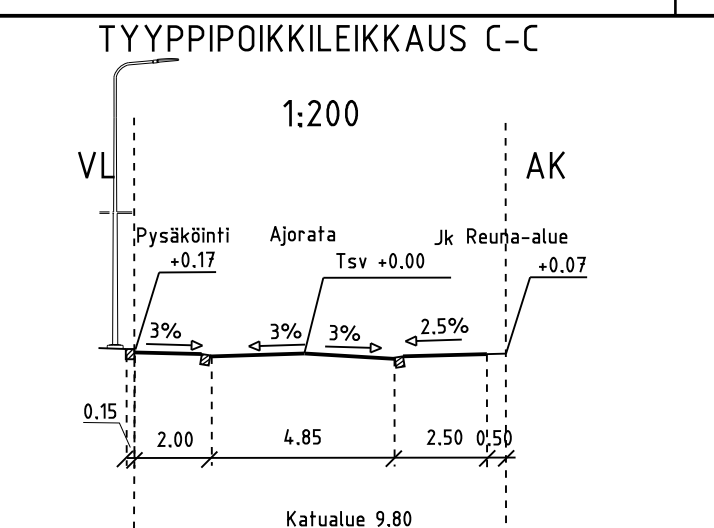 TYYPPIPOIKKILEIKKAUS C-C
1:200
VL
AK
Pysäköinti
Ajorata
Jk
Reuna-alue
+0.17
Tsv +0.00
+0.07
3%
3%
3%
2.5%
0.15
2.00
4.85
2.50
0.50
Katualue 9.80